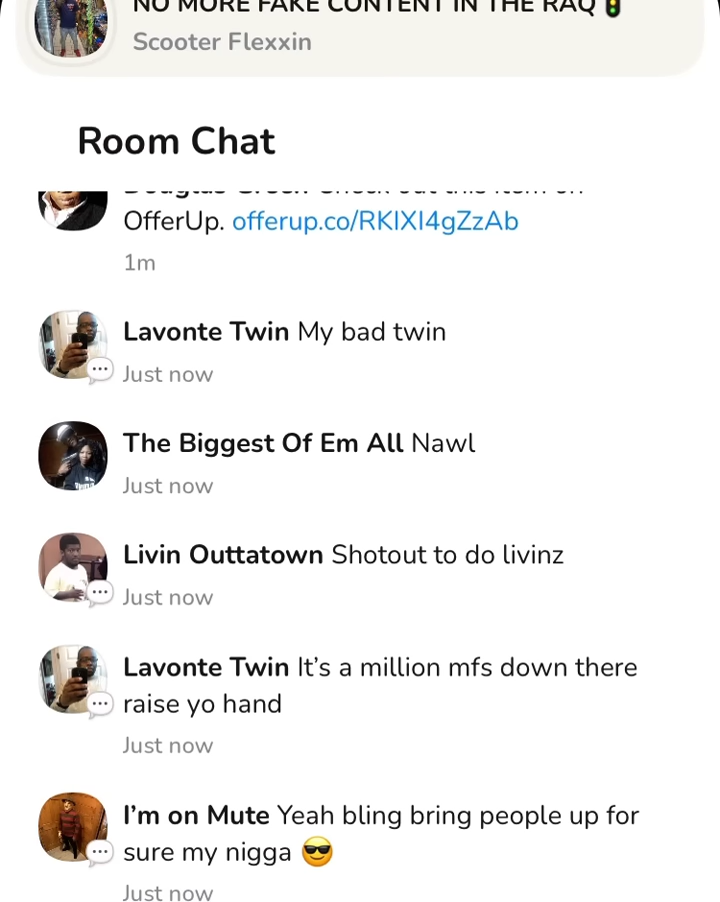 NO MORE FAKE CONTENT IN THE RAQ 🚦
Scooter Flexxin
Room Chat
OfferUp. offerup.co/RKIXI4gZzAb
1m
Lavonte Twin My bad twin
Just now
The Biggest Of Em All Nawl
Just now
Livin Outtatown Shotout to do livinz
Just now
Lavonte Twin It’s a million mfs down there
raise yo hand
Just now
I’m on Mute Yeah bling bring people up for
sure my nigga 😎
Just now